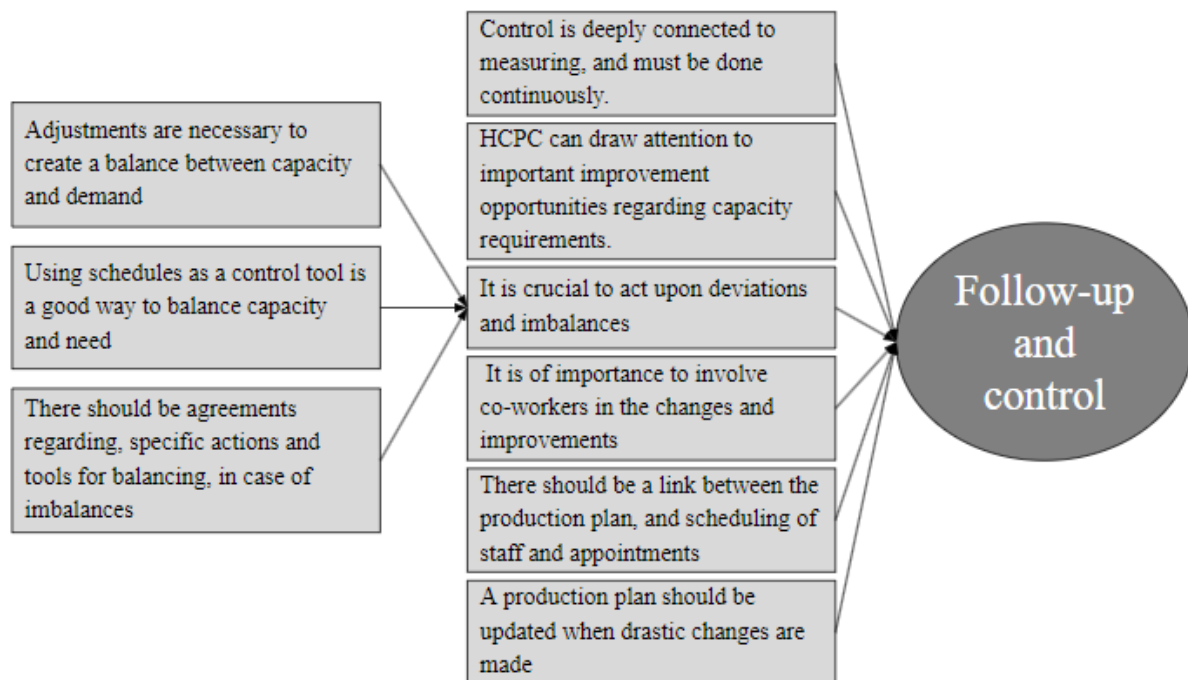 Adjustments are necessary to
create a balance between capacity
and demand
Using schedules as a control tool is
a good way to balance capacity
and need
There should be agreements
regarding, specific actions and
tools for balancing, in case of
imbalances
Control is deeply connected to
measuring, and must be done
continuously.
HCPC can draw attention to
important improvement
opportunities regarding capacity
requirements.
It is crucial to act upon deviations
and imbalances
It is of importance to involve
co-workers in the changes and
improvements
There should be a link between the
production plan, and scheduling of
staff and appointments
A production plan should be
updated when drastic changes are
made
Follow-up
and
control